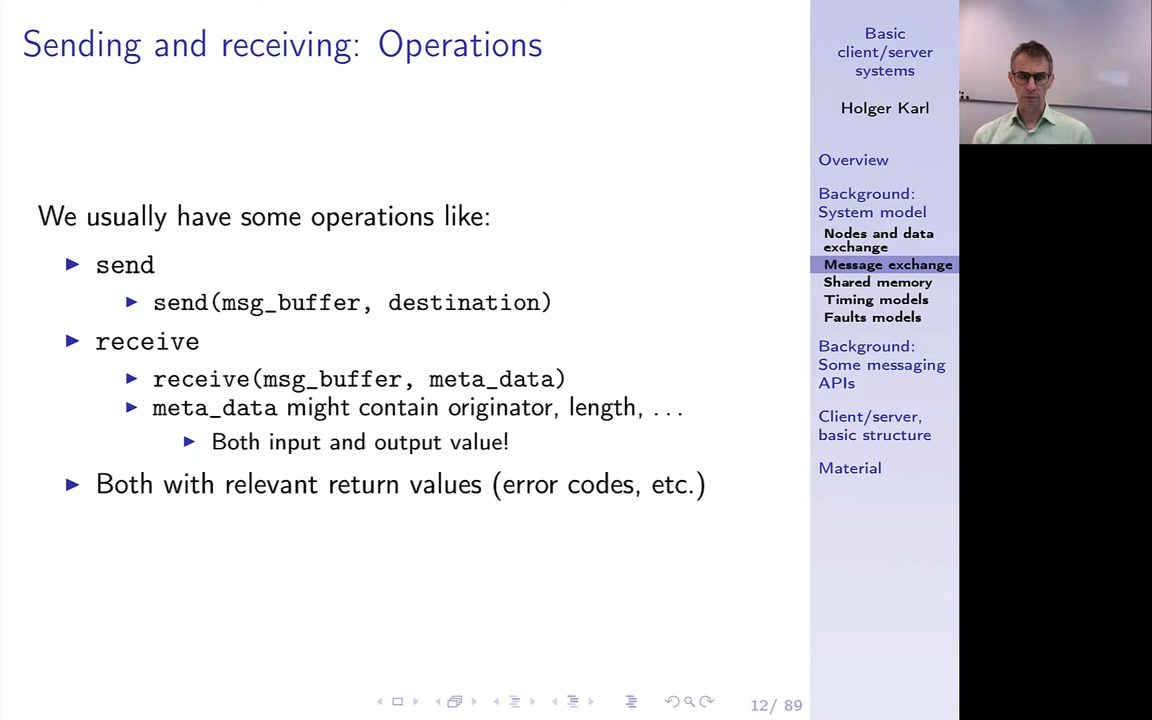 Sending and receiving: Operations
We usually have some operations like:
send
send(msg_buffer, destination)
receive
receive(msg_buffer, meta_data)
meta_data might contain originator, length, ...
Both input and output value!
Both with relevant return values (error codes, etc.)
Basic
client/server
systems
Holger Karl
Overview
Background:
System model
Nodes and data
exchange
Message exchange
Shared memory
Timing models
Faults models
Background:
Some messaging
APIs
Client/server,
basic structure
Material
12/ 89